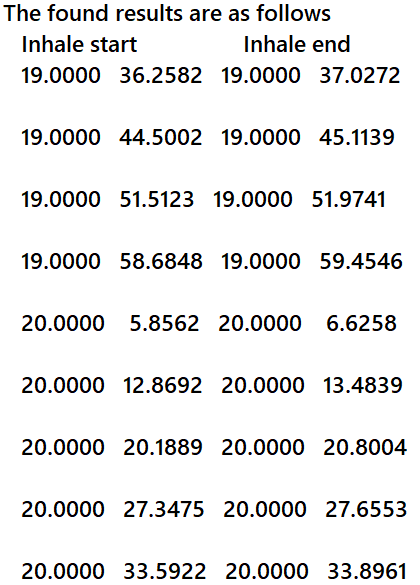 The found results are as follows
Inhale start Inhale end
19.0000 36.2582 19.0000 37.0272
19.0000 44.5002 19.0000 45.1139
19.0000 51.5123 19.0000 51.9741
19.0000 58.6848 19.0000 59.4546
20.0000 5.8562 20.0000 6.6258
20.0000 12.8692 20.0000 13.4839
20.0000 20.1889 20.0000 20.8004
20.0000 27.3475 20.0000 27.6553
20.0000 33.5922 20.0000 33.8961